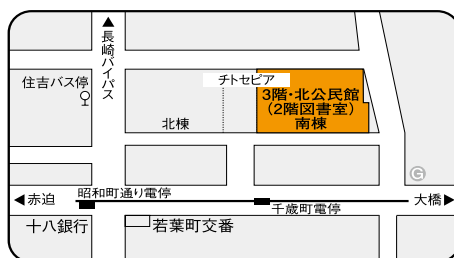 ▲長崎バイパス
住吉バス停
チトセピア
3階・北公民館
(2階図書室)
南棟
北棟
G
◀赤迫
昭和町通り電停
大橋▶
千歳町電停
十八銀行
若葉町交番